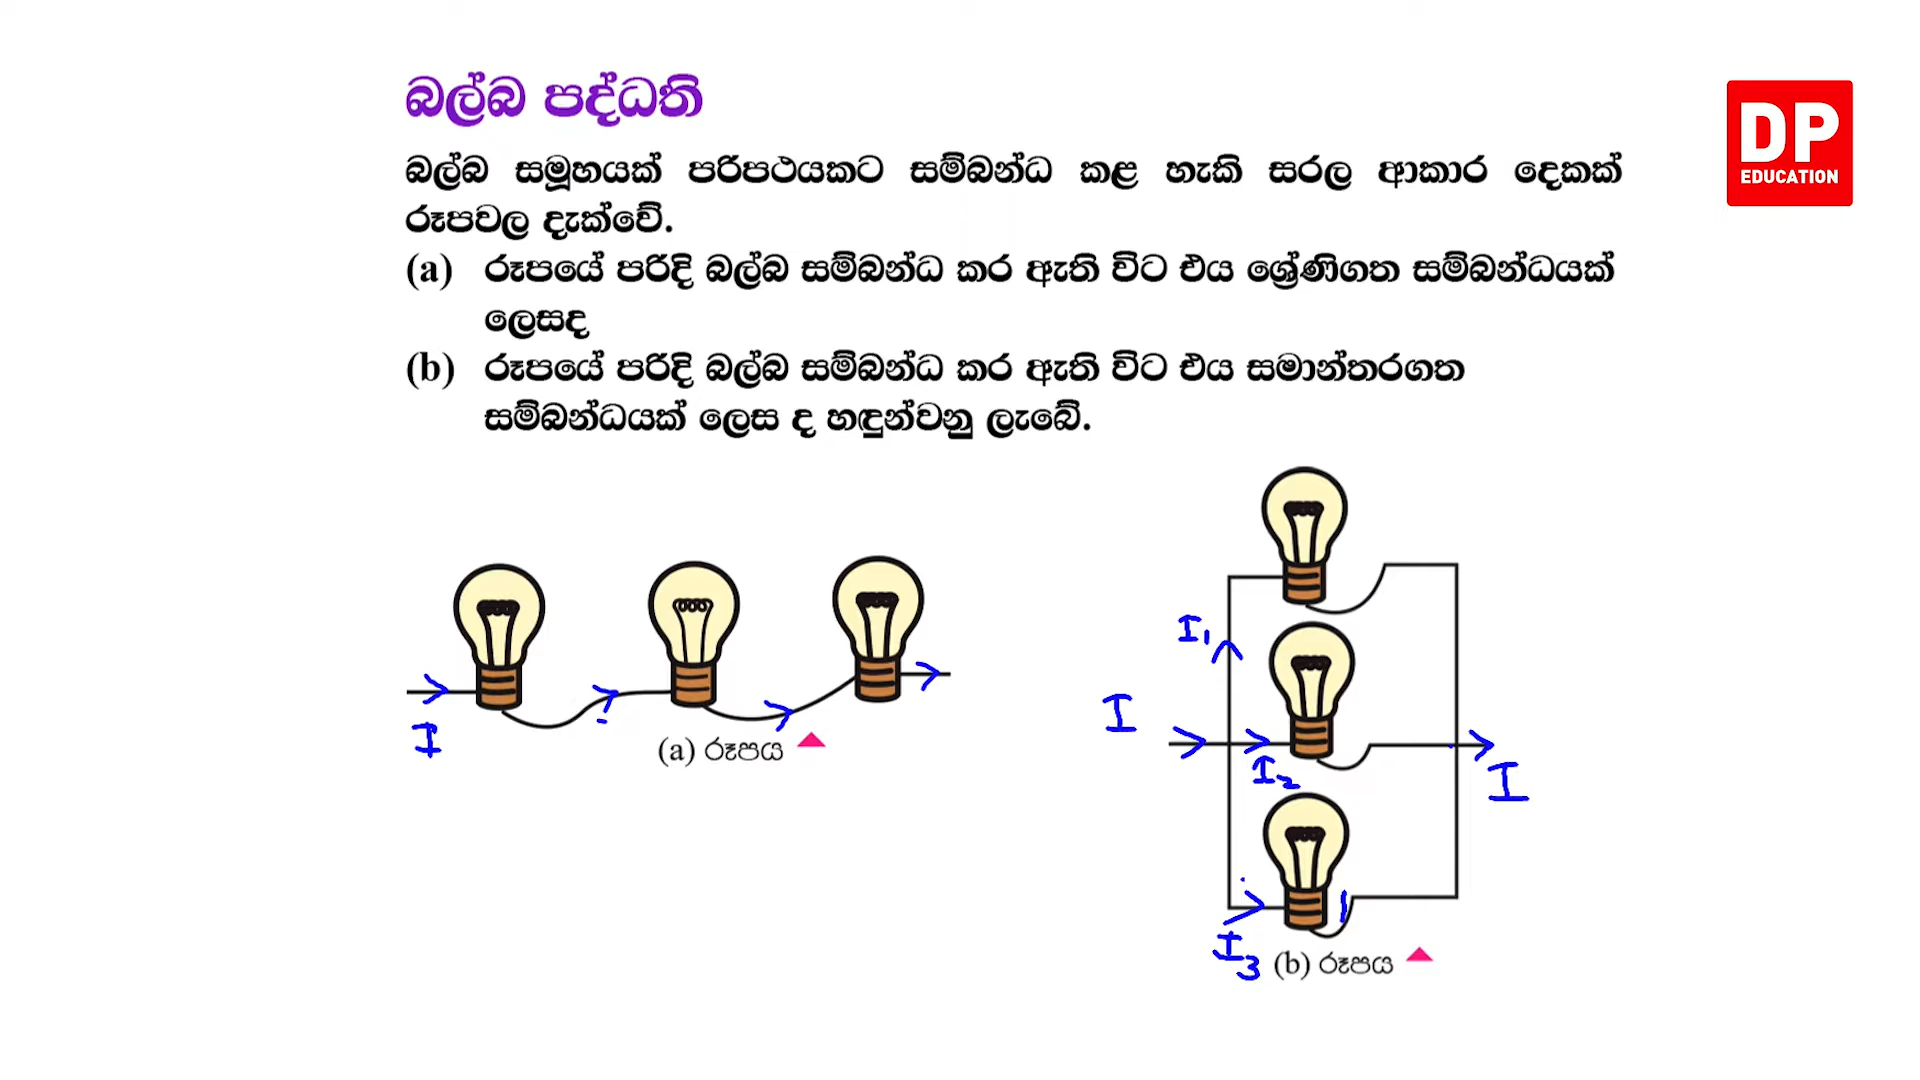 බල්බ පද්ධති
DP
EDUCATION
බල්බ සමූහයක් පරිපථයකට සම්බන්ධ කළ හැකි සරල ආකාර දෙකක්
රූපවල දැක්වේ.
(a) රූපයේ පරිදි බල්බ සම්බන්ධ කර ඇති විට එය ශ්‍රේණිගත සම්බන්ධයක්
ලෙසද
(b) රූපයේ පරිදි බල්බ සම්බන්ධ කර ඇති විට එය සමාන්තරගත
සම්බන්ධයක් ලෙස ද හඳුන්වනු ලැබේ.
I
(a) රූපය
I₁
I
I₂
I
I₃
(b) රූපය